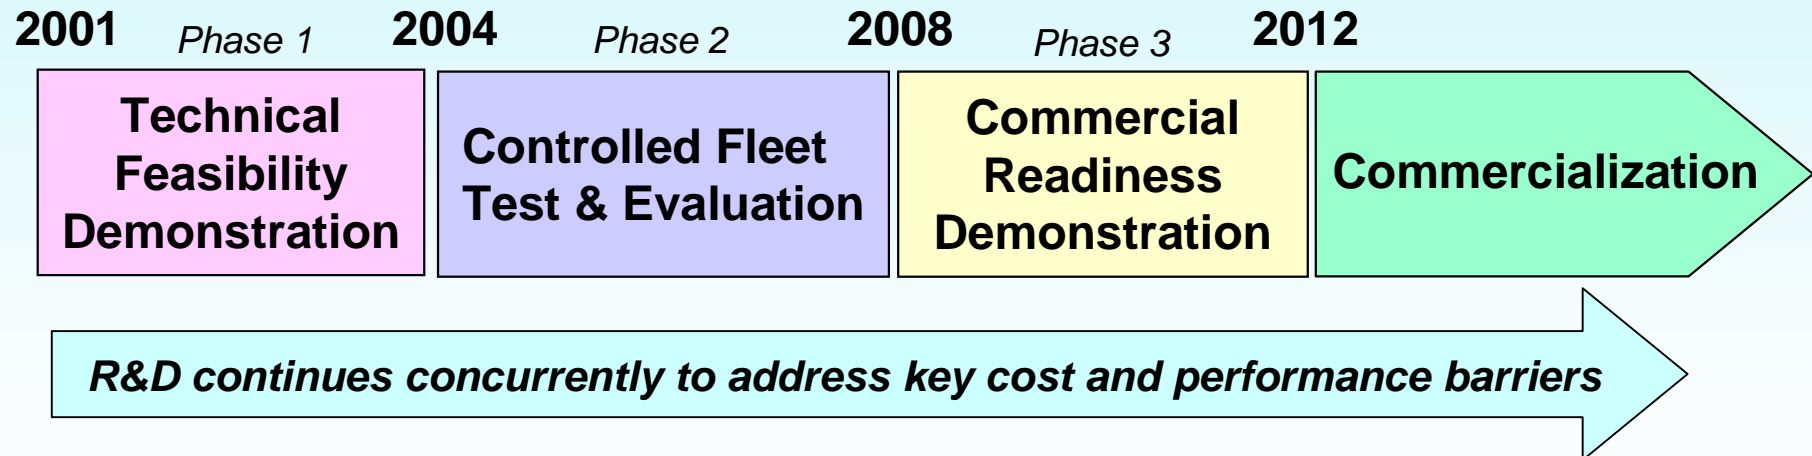 2001 Phase 1 2004 Phase 2 2008 Phase 3 2012
Technical
Feasibility
Demonstration
Controlled Fleet
Test & Evaluation
Commercial
Readiness
Demonstration
Commercialization
R&D continues concurrently to address key cost and performance barriers